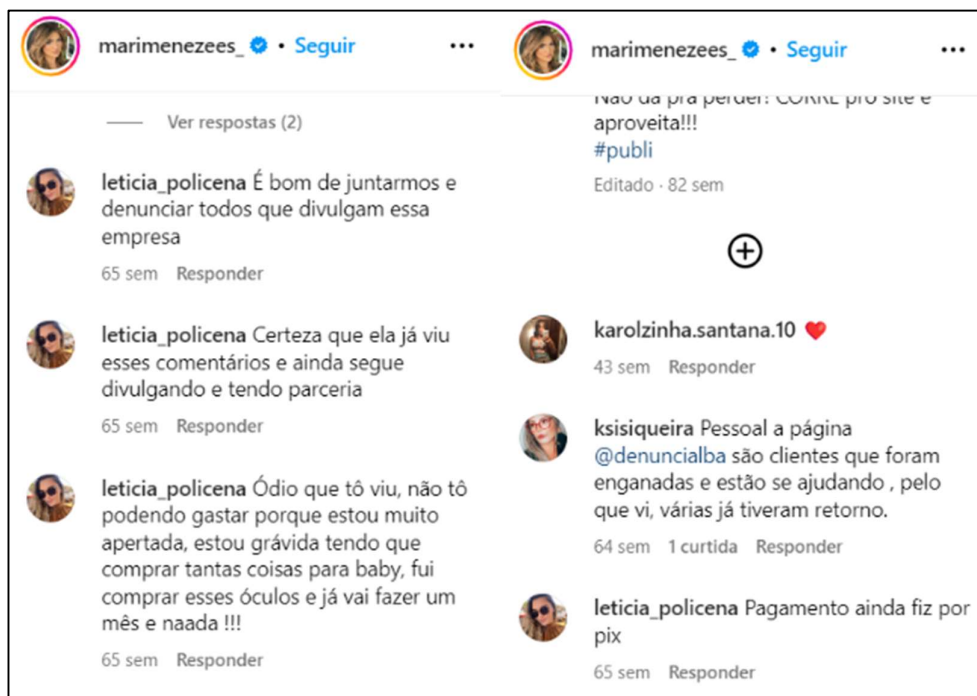 marimenezees_ • Seguir ...
Ver respostas (2)
leticia_policena É bom de juntarmos e
denunciar todos que divulgam essa
empresa
65 sem Responder
leticia_policena Certeza que ela já viu
esses comentários e ainda segue
divulgando e tendo parceria
65 sem Responder
leticia_policena Ódio que tô viu, não tô
podendo gastar porque estou muito
apertada, estou grávida tendo que
comprar tantas coisas para baby, fui
comprar esses óculos e já vai fazer um
mês e naada !!!
65 sem Responder
marimenezees_ • Seguir ...
Não dá pra perder! CORRE pro site e
aproveita!!!
#publi
Editado · 82 sem
karolzinha.santana.10 ❤️
43 sem Responder
ksisiqueira Pessoal a página
@denuncialba são clientes que foram
enganadas e estão se ajudando , pelo
que vi, várias já tiveram retorno.
64 sem 1 curtida Responder
leticia_policena Pagamento ainda fiz por
pix
65 sem Responder